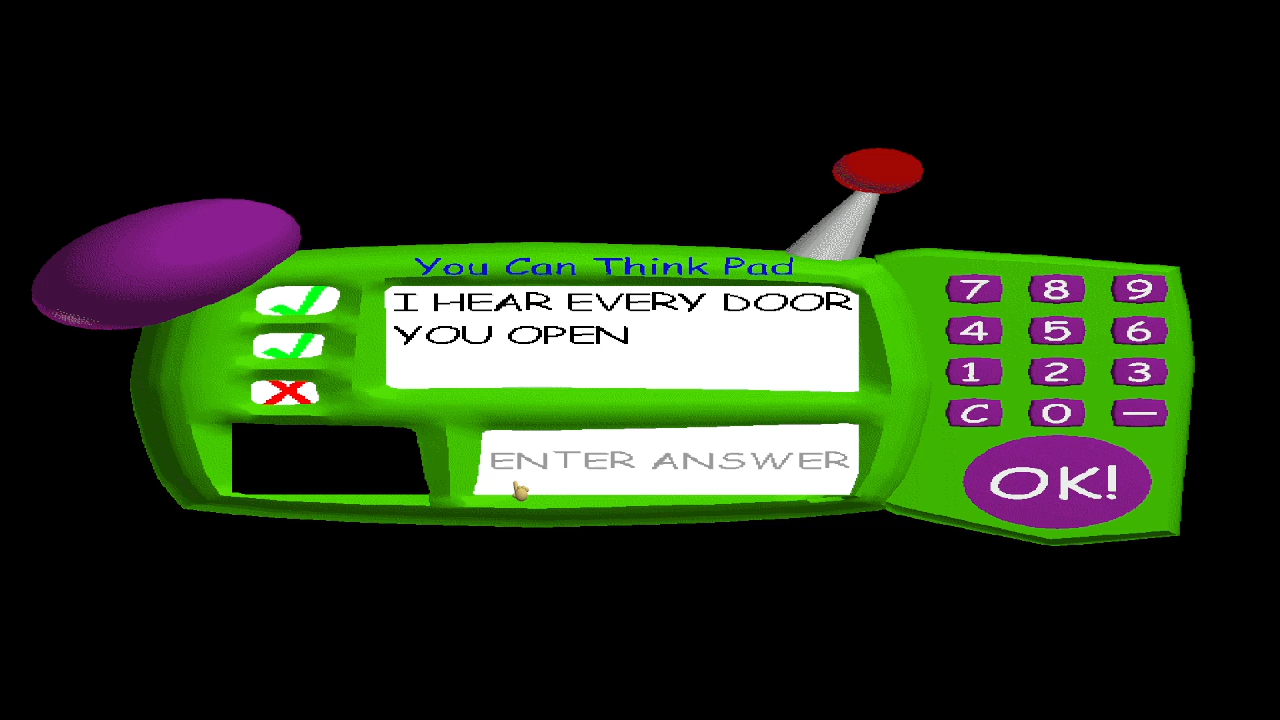 You Can Think Pad
I HEAR EVERY DOOR
YOU OPEN
ENTER ANSWER
7 8 9
4 5 6
1 2 3
C 0 —
OK!